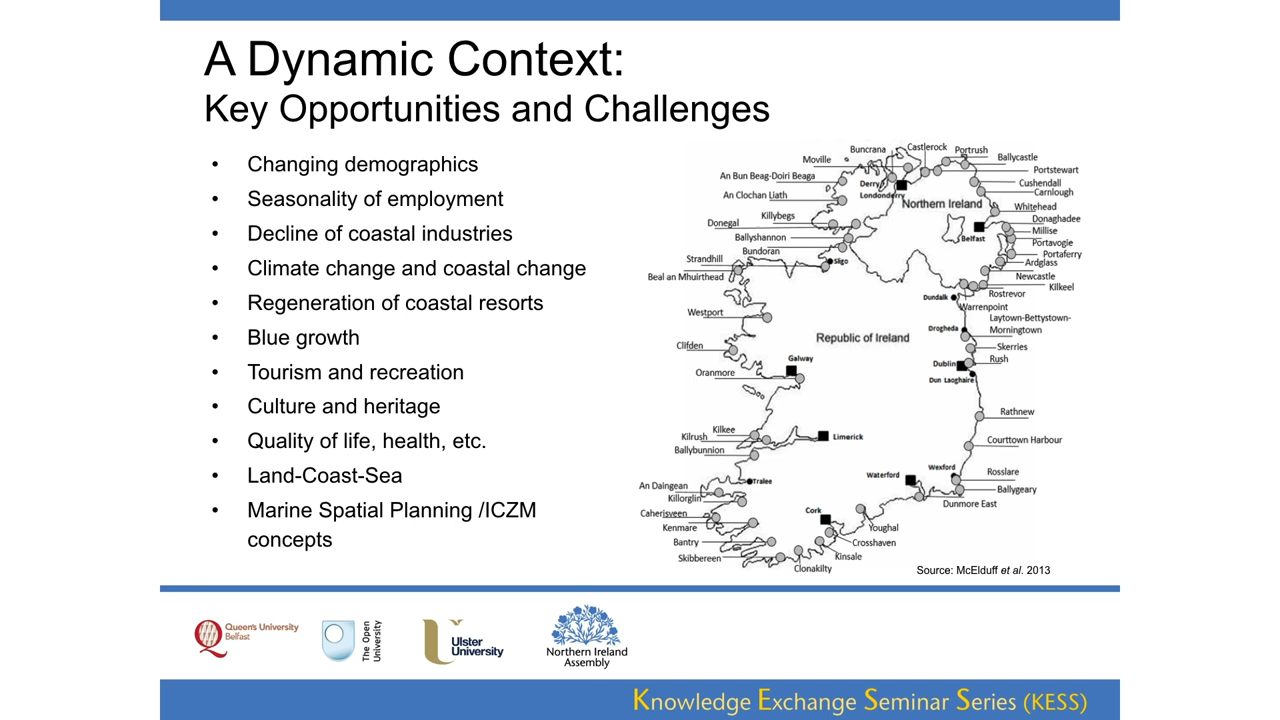 A Dynamic Context:
Key Opportunities and Challenges
• Changing demographics
• Seasonality of employment
• Decline of coastal industries
• Climate change and coastal change
• Regeneration of coastal resorts
• Blue growth
• Tourism and recreation
• Culture and heritage
• Quality of life, health, etc.
• Land-Coast-Sea
• Marine Spatial Planning /ICZM
concepts
Buncrana
Castlerock
Portrush
Moville
Ballycastle
Portstewart
An Bun Beag-Doiri Beaga
Derry/
Londonderry
Cushendall
Carnlough
An Clochan Liath
Northern Ireland
Whitehead
Killybegs
Donaghadee
Donegal
Millise
Belfast
Ballyshannon
Portavogie
Bundoran
Portaferry
Strandhill
Sligo
Ardglass
Beal an Mhuirthead
Newcastle
Kilkeel
Rostrevor
Dundalk
Warrenpoint
Westport
Laytown-Bettystown-
Morningtown
Drogheda
Republic of Ireland
Clifden
Skerries
Galway
Rush
Dublin
Oranmore
Dun Laoghaire
Rathnew
Kilkee
Kilrush
Limerick
Courttown Harbour
Ballybunnion
Wexford
Waterford
Rosslare
Tralee
An Daingean
Ballygeary
Killorglin
Dunmore East
Cork
Caherisveen
Kenmare
Youghal
Bantry
Crosshaven
Skibbereen
Kinsale
Clonakilty
Source: McElduff et al. 2013
Queen's University
Belfast
The Open
University
Ulster
University
Northern Ireland
Assembly
Knowledge Exchange Seminar Series (KESS)